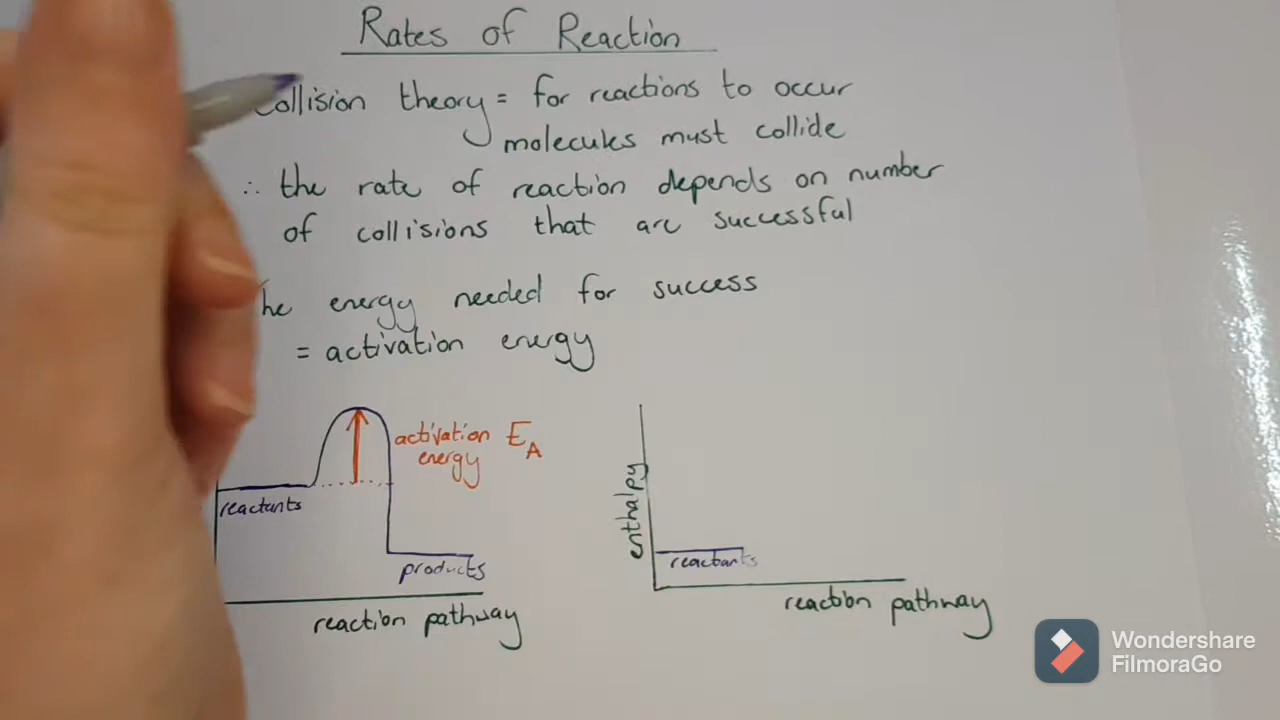 Rates of Reaction
Collision theory = for reactions to occur
molecules must collide
∴ the rate of reaction depends on number
of collisions that are successful
he energy needed for success
= activation energy
activation E_A
energy
reactants
products
reaction pathway
enthalpy
reactants
reaction pathway
Wondershare
FilmoraGo